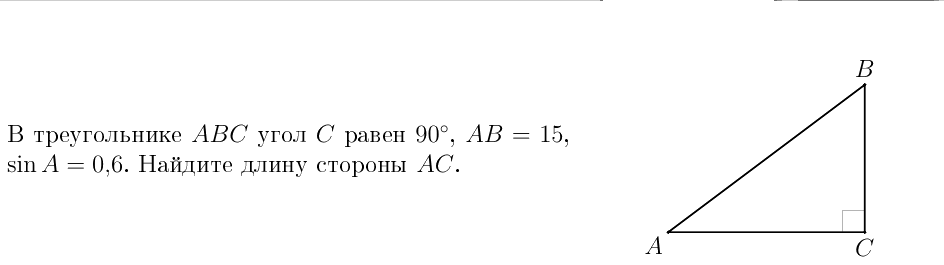 В треугольнике ABC угол C равен 90°, AB = 15,
sin A = 0,6. Найдите длину стороны AC.
B
A
C